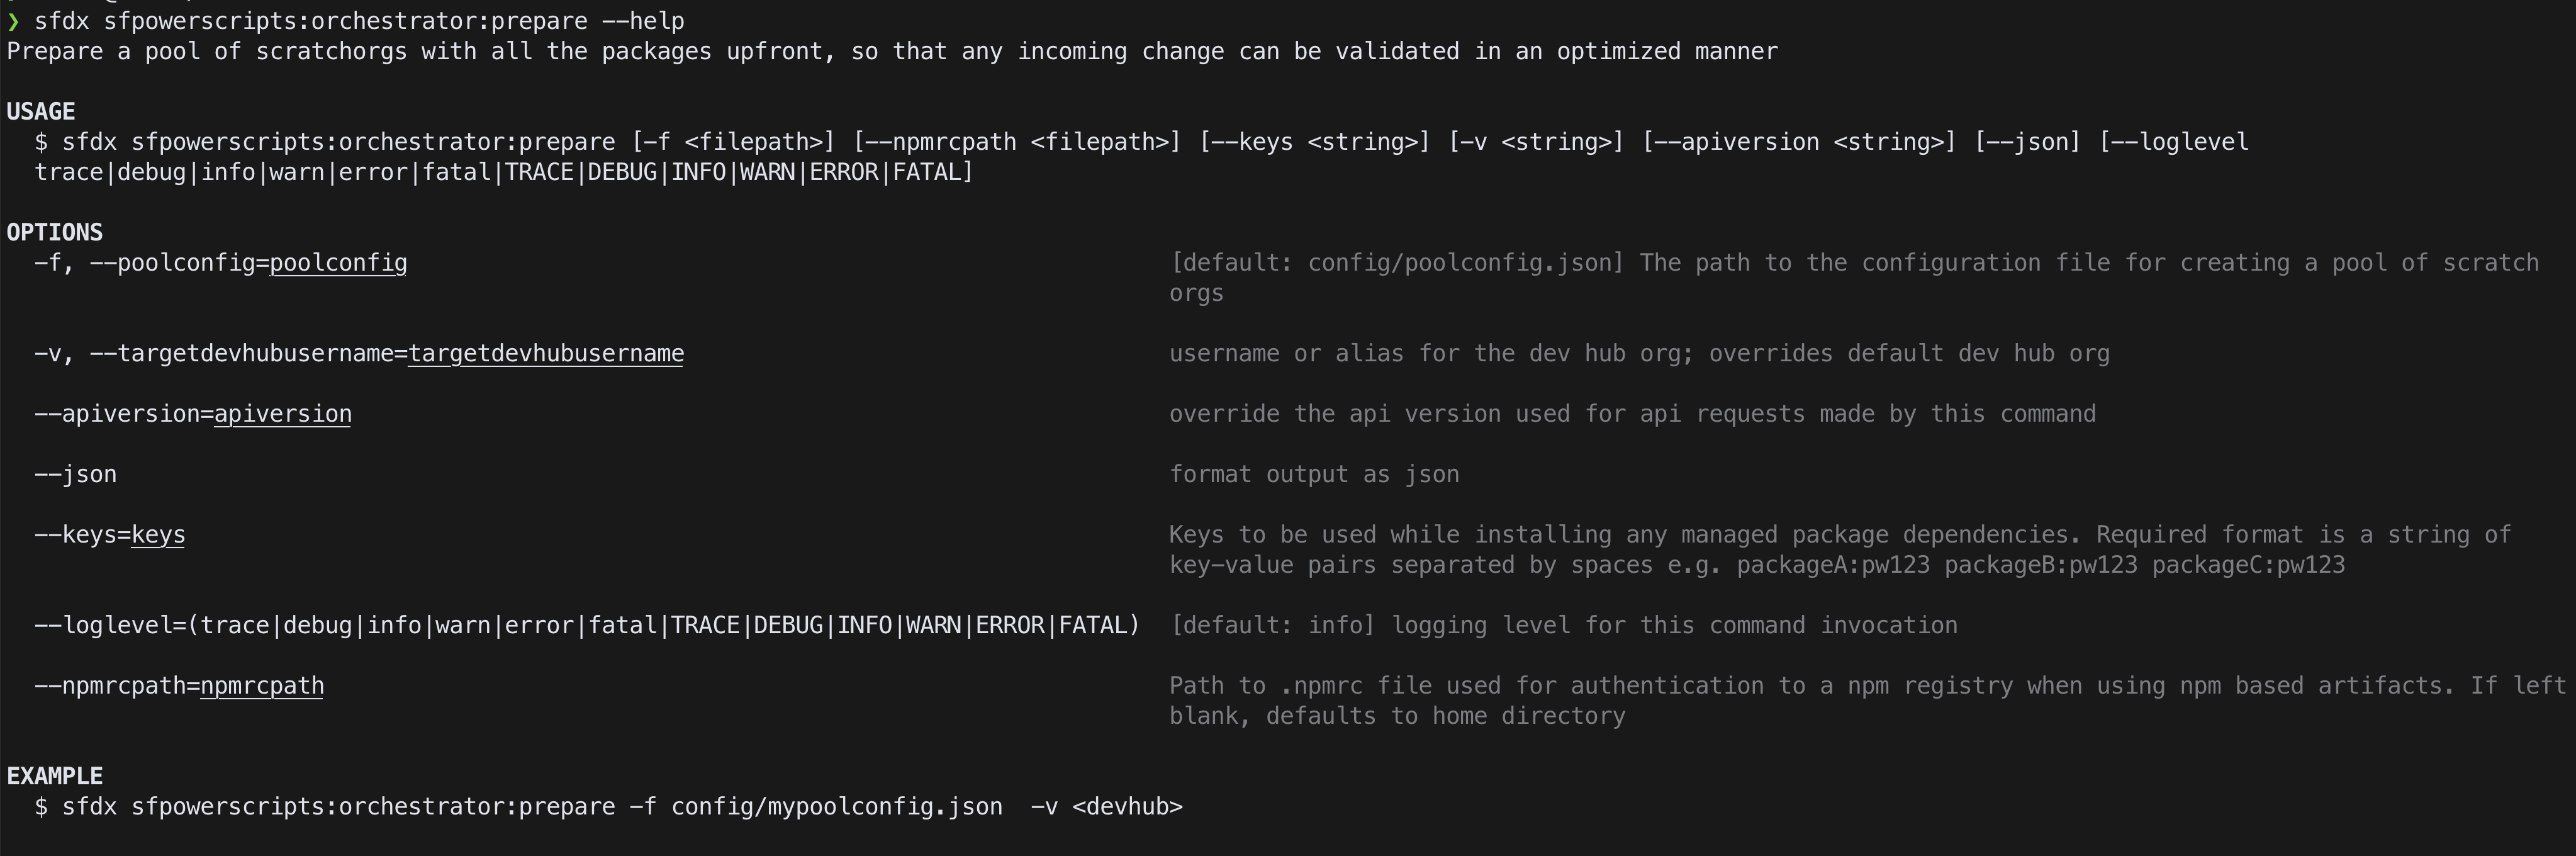 ❯ sfdx sfpowerscripts:orchestrator:prepare --help
Prepare a pool of scratchorgs with all the packages upfront, so that any incoming change can be validated in an optimized manner
USAGE
$ sfdx sfpowerscripts:orchestrator:prepare [-f <filepath>] [--npmrcpath <filepath>] [--keys <string>] [-v <string>] [--apiversion <string>] [--json] [--loglevel
trace|debug|info|warn|error|fatal|TRACE|DEBUG|INFO|WARN|ERROR|FATAL]
OPTIONS
-f, --poolconfig=poolconfig [default: config/poolconfig.json] The path to the configuration file for creating a pool of scratch
orgs
-v, --targetdevhubusername=targetdevhubusername username or alias for the dev hub org; overrides default dev hub org
--apiversion=apiversion override the api version used for api requests made by this command
--json format output as json
--keys=keys Keys to be used while installing any managed package dependencies. Required format is a string of
key-value pairs separated by spaces e.g. packageA:pw123 packageB:pw123 packageC:pw123
--loglevel=(trace|debug|info|warn|error|fatal|TRACE|DEBUG|INFO|WARN|ERROR|FATAL) [default: info] logging level for this command invocation
--npmrcpath=npmrcpath Path to .npmrc file used for authentication to a npm registry when using npm based artifacts. If left
blank, defaults to home directory
EXAMPLE
$ sfdx sfpowerscripts:orchestrator:prepare -f config/mypoolconfig.json  -v <devhub>